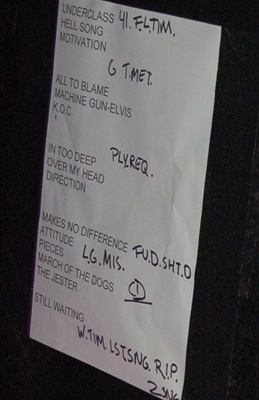 UNDERCLASS 41. F.L.T.I.M.
HELL SONG
MOTIVATION
G T.MET.
ALL TO BLAME
MACHINE GUN-ELVIS
K.O.C.
IN TOO DEEP PLY.REQ.
OVER MY HEAD
DIRECTION
MAKES NO DIFFERENCE FU.D.SHT.D
ATTITUDE L.G.MIS.
PIECES
MARCH OF THE DOGS 1
THE JESTER
STILL WAITING
W.TIM. LSTSNG. R.I.P.